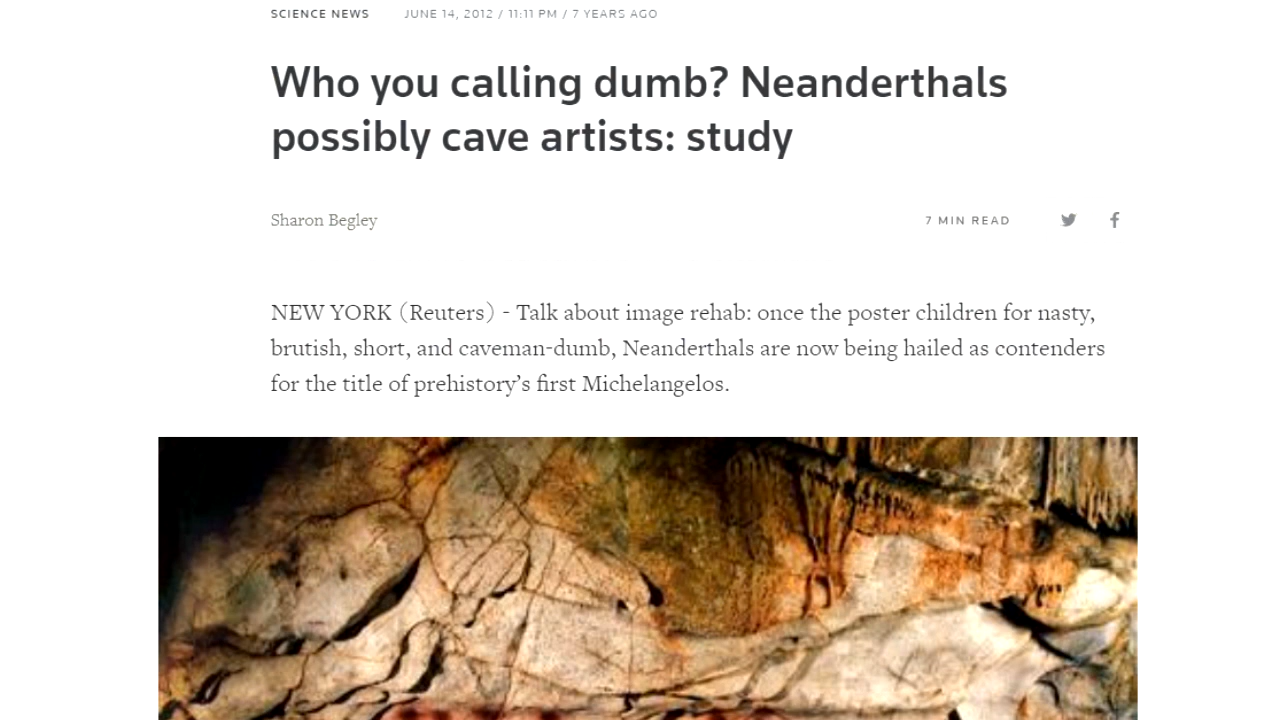 SCIENCE NEWS JUNE 14, 2012 / 11:11 PM / 7 YEARS AGO
Who you calling dumb? Neanderthals
possibly cave artists: study
Sharon Begley 7 MIN READ
NEW YORK (Reuters) - Talk about image rehab: once the poster children for nasty,
brutish, short, and caveman-dumb, Neanderthals are now being hailed as contenders
for the title of prehistory’s first Michelangelos.